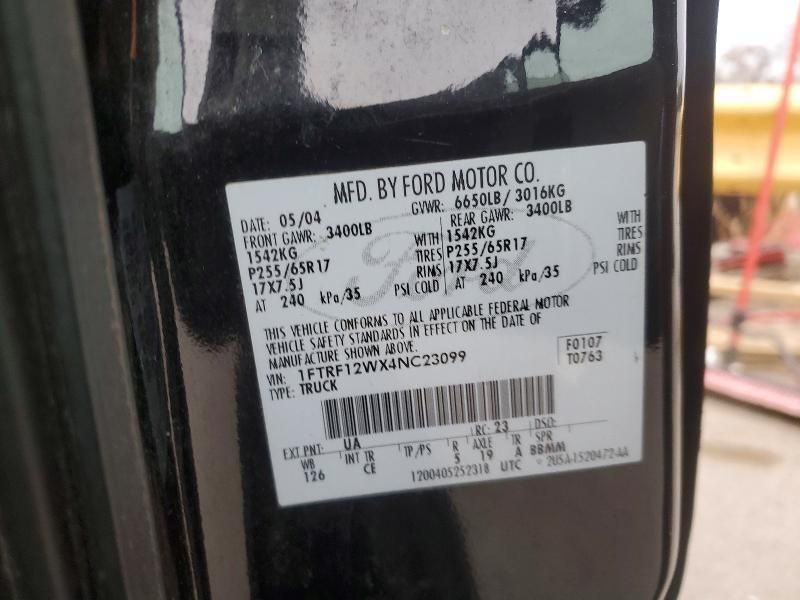 MFD. BY FORD MOTOR CO.
DATE: 05/04 GVWR: 6650LB/ 3016KG
FRONT GAWR: 3400LB REAR GAWR: 3400LB
1542KG WITH 1542KG WITH
P255/65R17 TIRES P255/65R17 TIRES
17X7.5J RIMS 17X7.5J RIMS
AT 240 kPa/35 PSI COLD AT 240 kPa/35 PSI COLD
Ford
THIS VEHICLE CONFORMS TO ALL APPLICABLE FEDERAL MOTOR
VEHICLE SAFETY STANDARDS IN EFFECT ON THE DATE OF
MANUFACTURE SHOWN ABOVE.
VIN: 1FTRF12WX4NC23099 F0107
TYPE: TRUCK T0763
EXT PNT: UA RC: 23 DSO:
WB INT TR TP/PS R AXLE TR SPR
126 CE 5 19 A BBMM
1200405252318 UTC 2U5A-1520472-AA